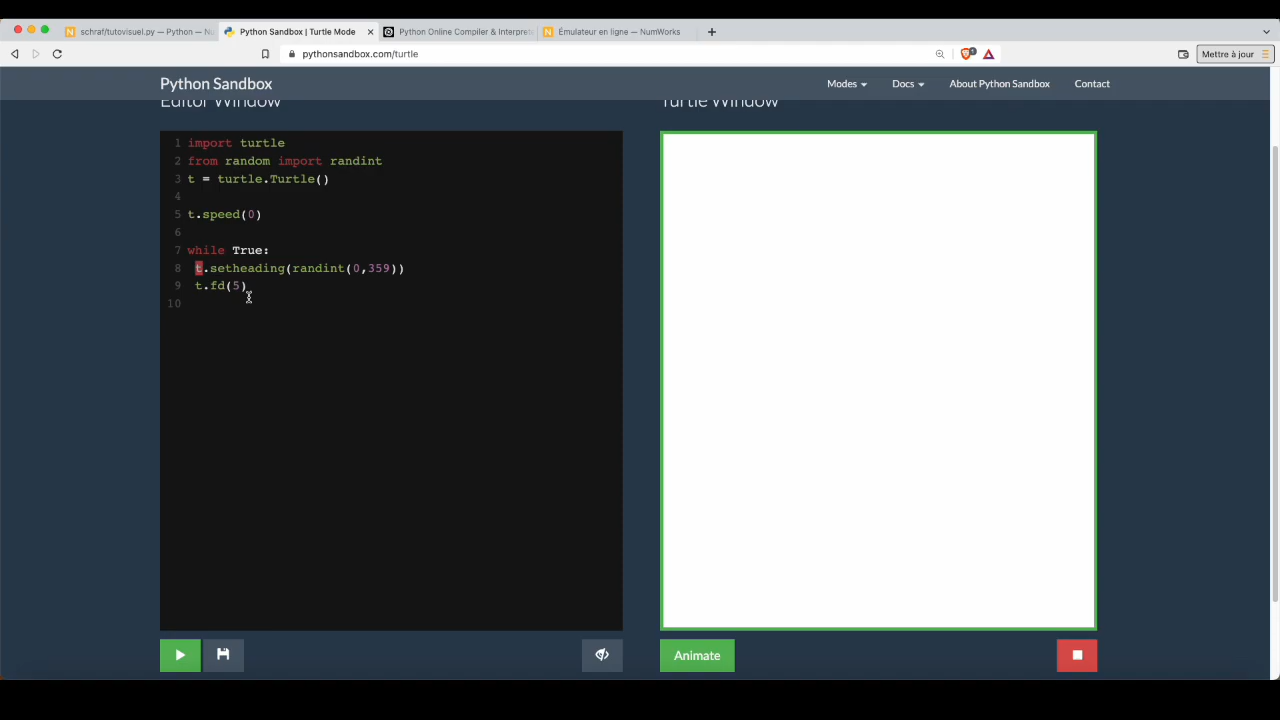 schraf/tutovisuel.py — Python — Nu
Python Sandbox | Turtle Mode
Python Online Compiler & Interpret
Émulateur en ligne — NumWorks
pythonsandbox.com/turtle
Mettre à jour
Python Sandbox
Modes
Docs
About Python Sandbox
Contact
Editor Window
Turtle Window
1 import turtle
2 from random import randint
3 t = turtle.Turtle()
4
5 t.speed(0)
6
7 while True:
8 t.setheading(randint(0,359))
9 t.fd(5)
10
Animate